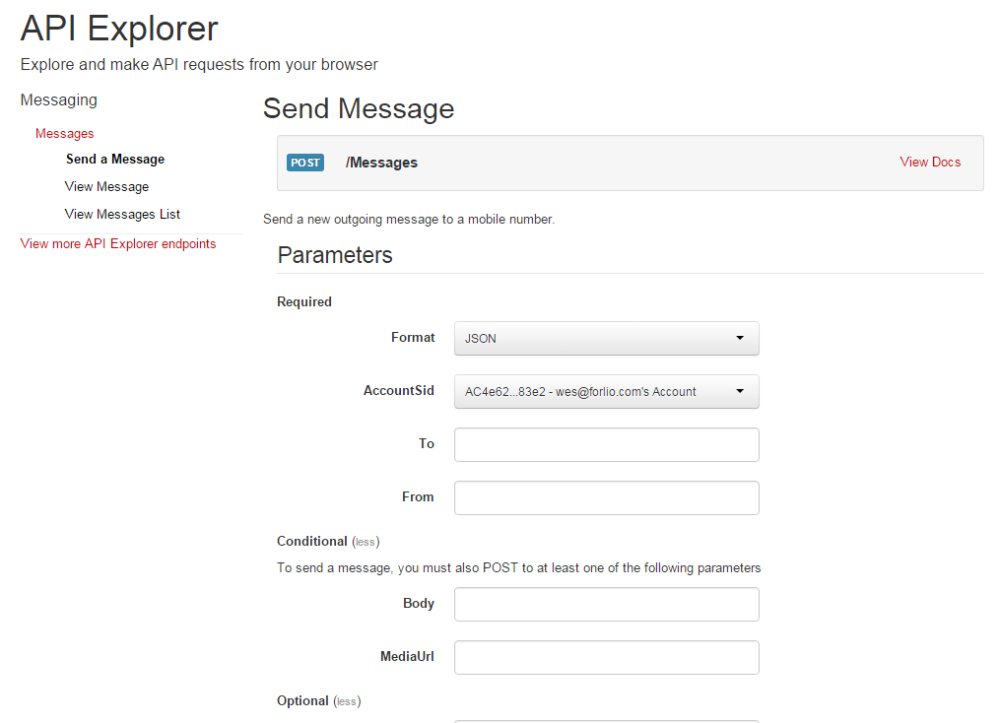 API Explorer
Explore and make API requests from your browser
Messaging
Messages
Send a Message
View Message
View Messages List
View more API Explorer endpoints
Send Message
POST /Messages View Docs
Send a new outgoing message to a mobile number.
Parameters
Required
Format JSON
AccountSid AC4e62...83e2 - wes@forlio.com's Account
To
From
Conditional (less)
To send a message, you must also POST to at least one of the following parameters
Body
MediaUrl
Optional (less)